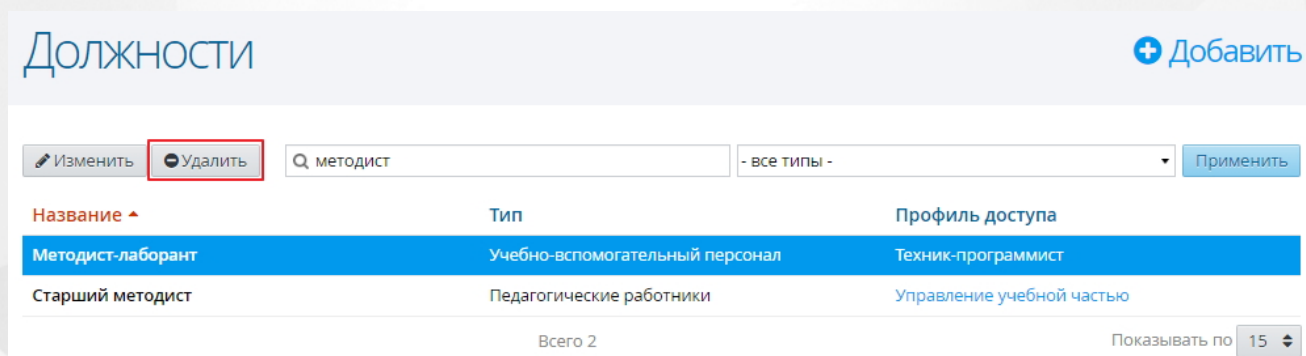 Должности
Добавить
Изменить Удалить методист - все типы - Применить
Название Тип Профиль доступа
Методист-лаборант Учебно-вспомогательный персонал Техник-программист
Старший методист Педагогические работники Управление учебной частью
Всего 2 Показывать по 15